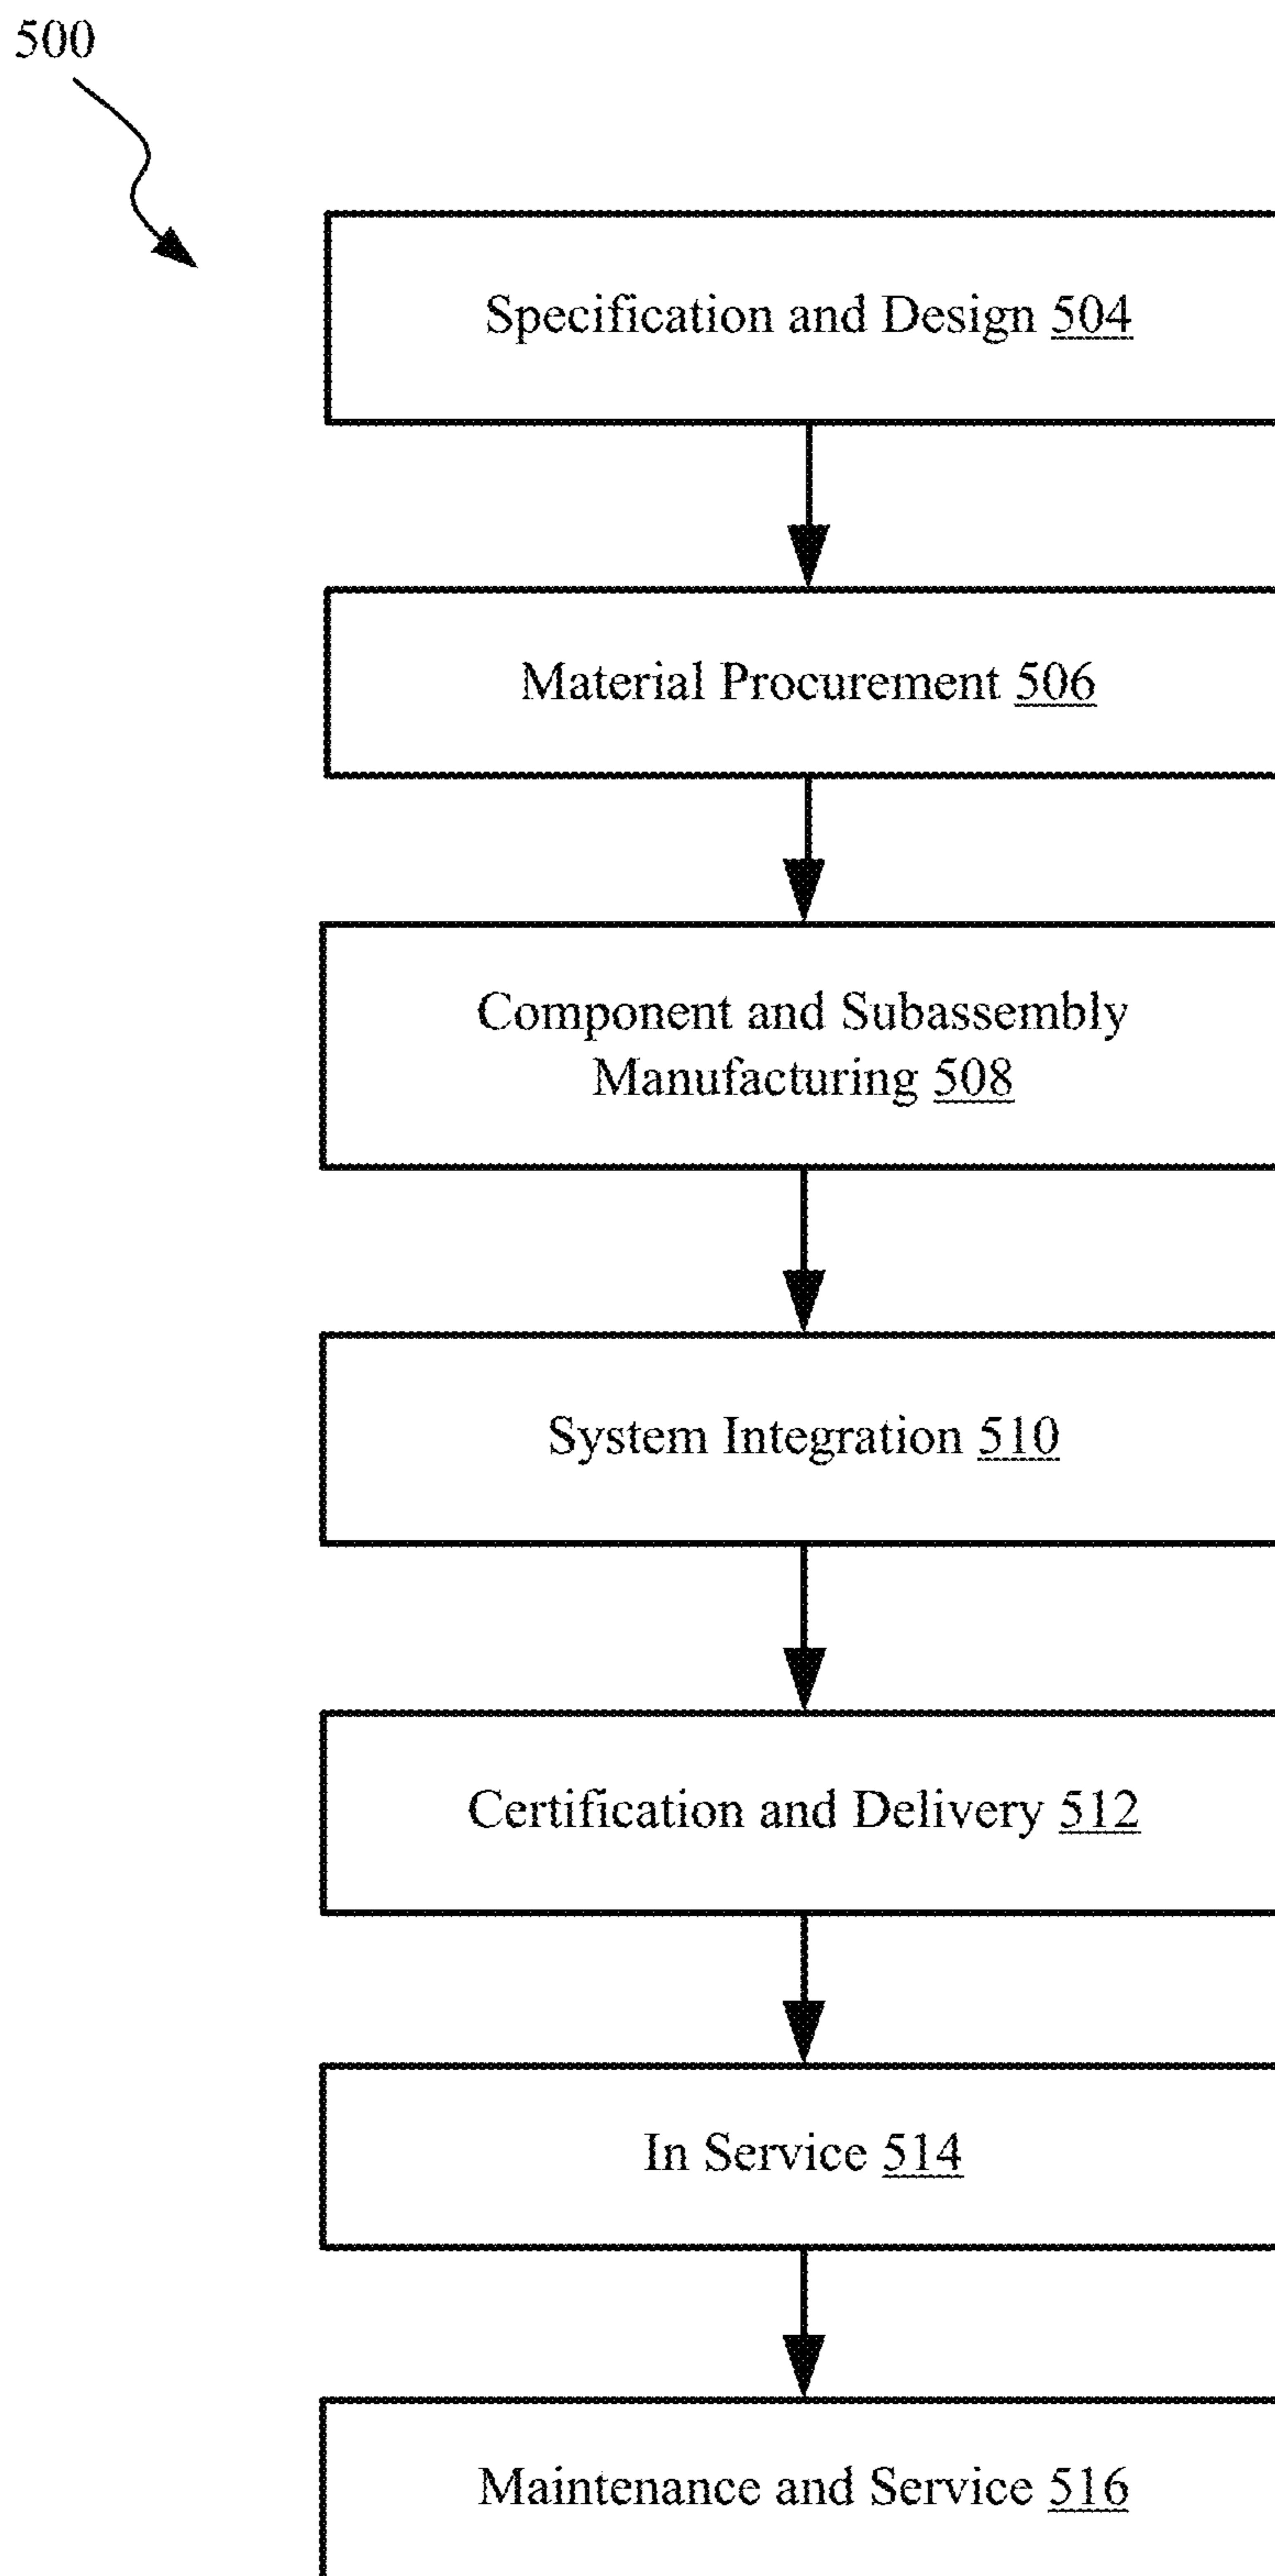 500
Specification and Design 504
Material Procurement 506
Component and Subassembly
Manufacturing 508
System Integration 510
Certification and Delivery 512
In Service 514
Maintenance and Service 516